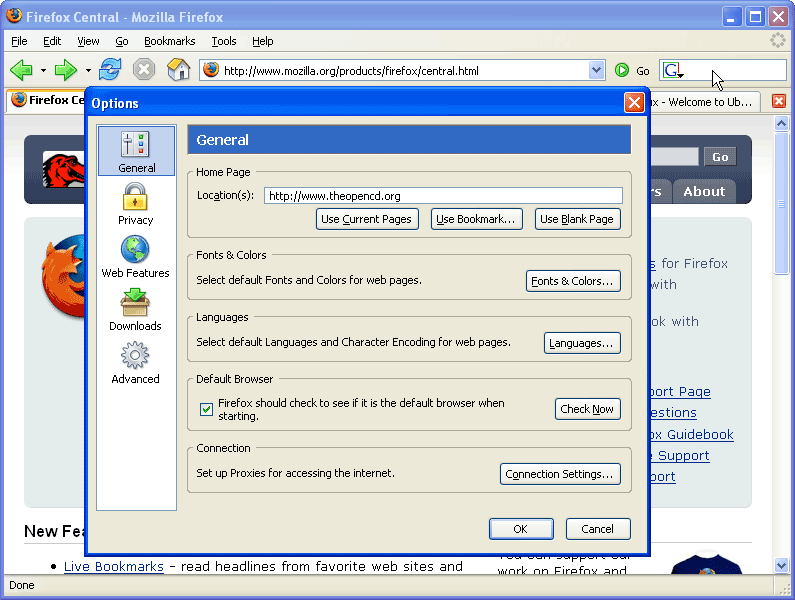 Firefox Central - Mozilla Firefox
File Edit View Go Bookmarks Tools Help
http://www.mozilla.org/products/firefox/central.html Go G
Firefox Ce
ux - Welcome to Ub...
Options
Go
About
General
Privacy
Web Features
Downloads
Advanced
General
Home Page
Location(s): http://www.theopencd.org
Use Current Pages Use Bookmark... Use Blank Page
Fonts & Colors
Select default Fonts and Colors for web pages. Fonts & Colors...
Languages
Select default Languages and Character Encoding for web pages. Languages...
Default Browser
Firefox should check to see if it is the default browser when
starting.
Check Now
Connection
Set up Proxies for accessing the internet. Connection Settings...
OK Cancel
s for Firefox
with
ok with
port Page
estions
ox Guidebook
e Support
port
New Fea
Live Bookmarks - read headlines from favorite web sites and
You can support our
work on Firefox and
Done